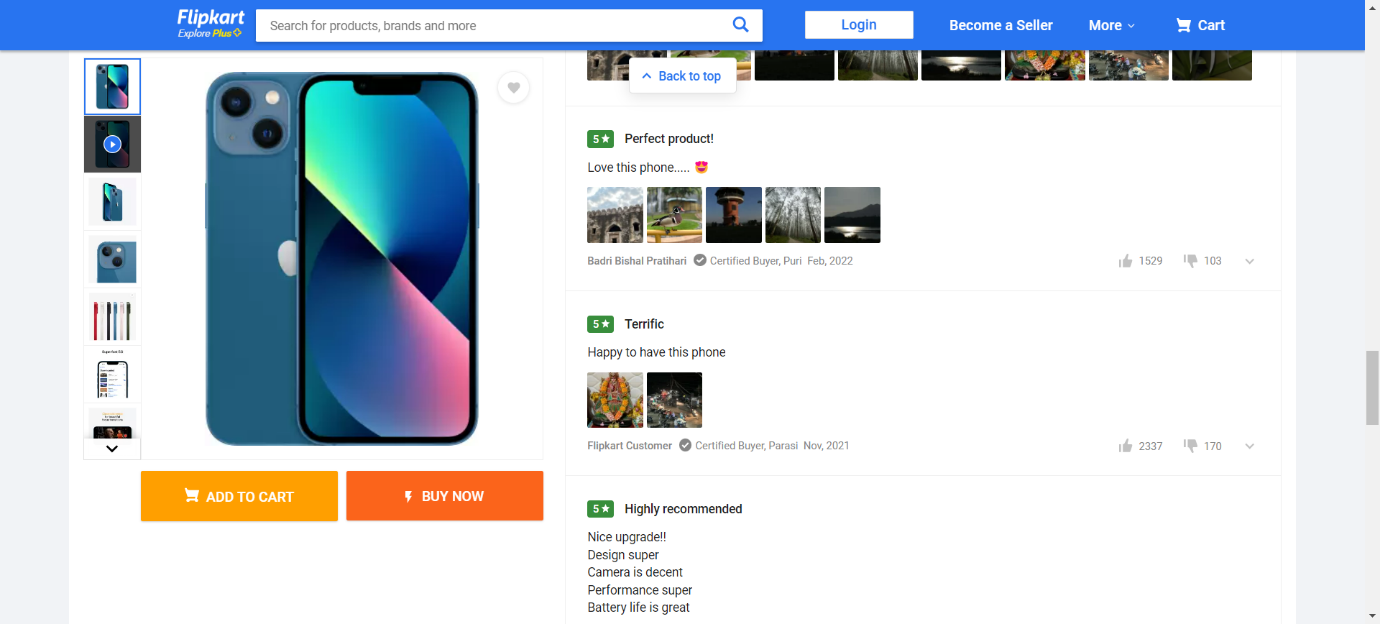 Flipkart
Explore Plus
Search for products, brands and more
Login
Become a Seller
More
Cart
Back to top
5★ Perfect product!
Love this phone..... 😍
Badri Bishal Pratihari Certified Buyer, Puri Feb, 2022
1529 103
5★ Terrific
Happy to have this phone
Flipkart Customer Certified Buyer, Parasi Nov, 2021
2337 170
ADD TO CART
BUY NOW
5★ Highly recommended
Nice upgrade!!
Design super
Camera is decent
Performance super
Battery life is great